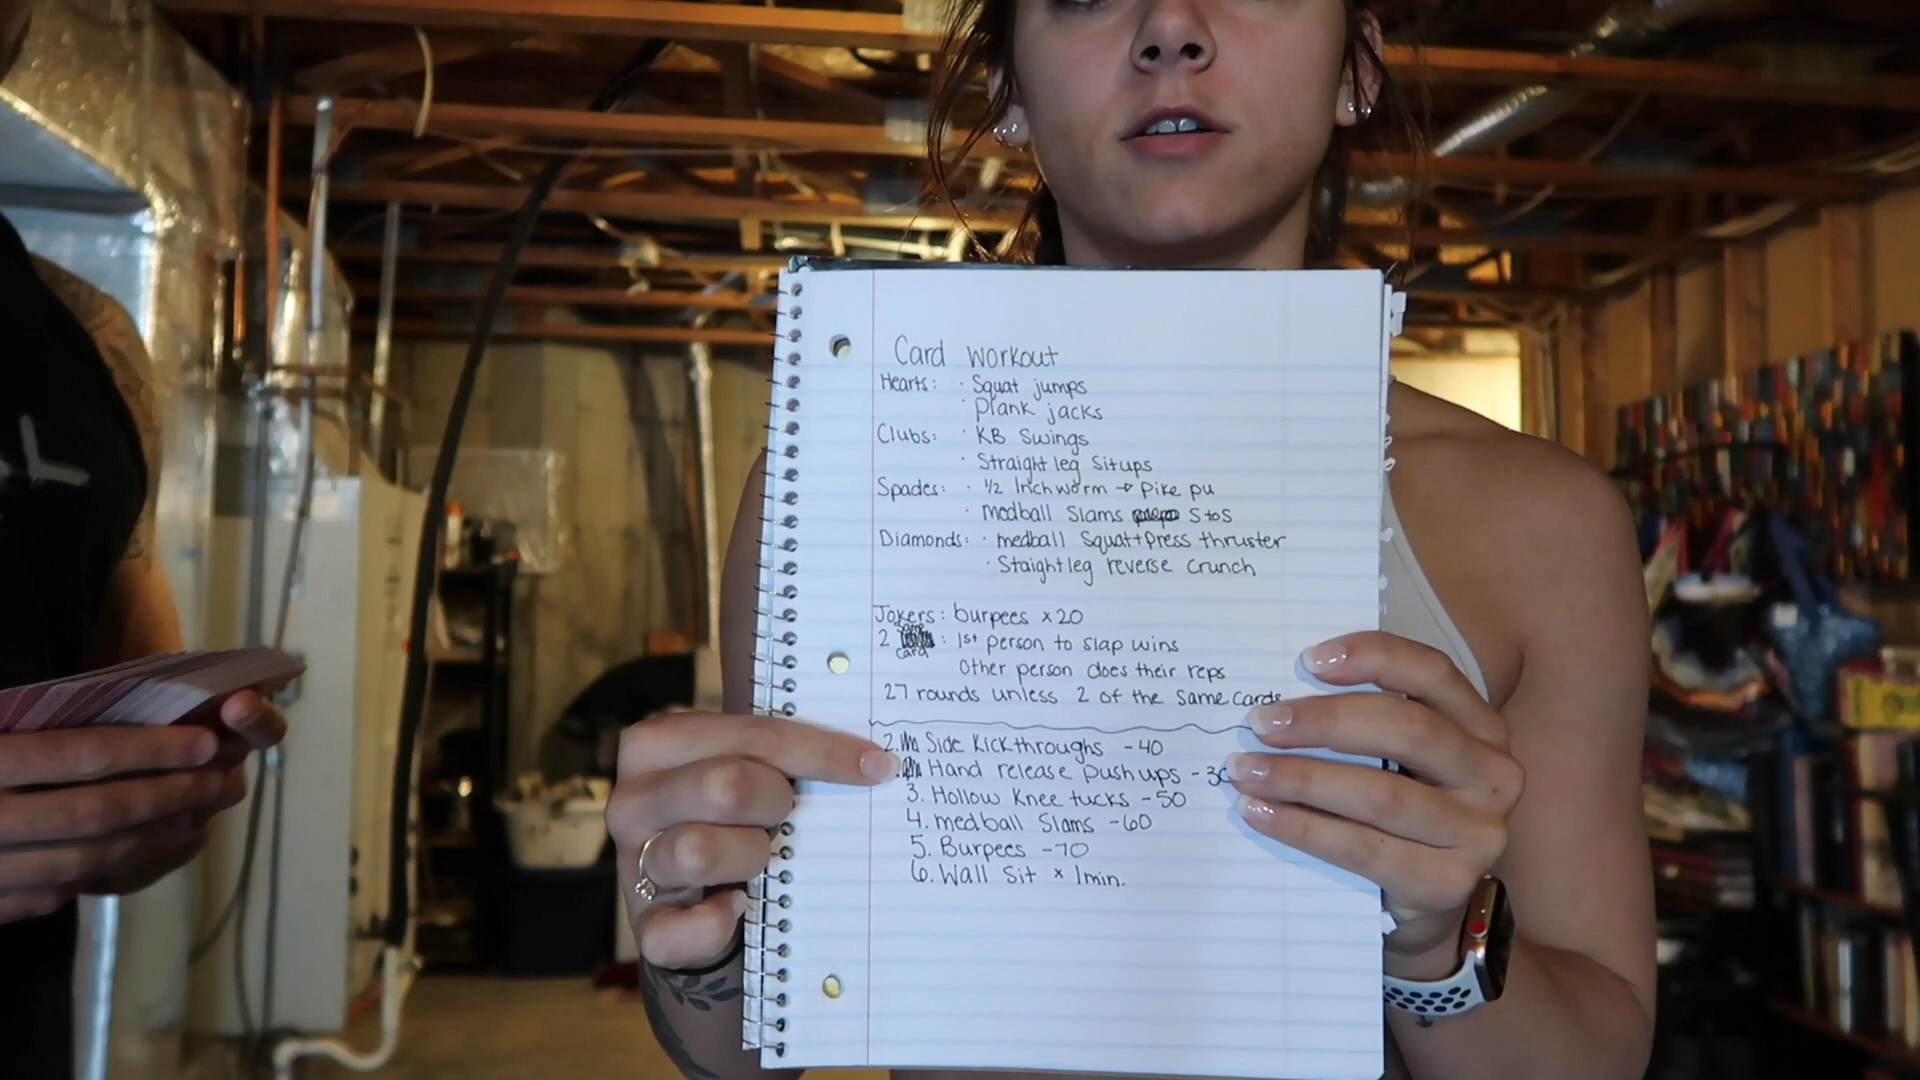 Card Workout
Hearts: · Squat jumps
· Plank jacks
Clubs: · KB Swings
· Straight leg Situps
Spades: · 1/2 Inchworm → Pike pu
· medball Slams StoS
Diamonds: · medball Squat+Press thruster
· Staight leg reverse crunch
Jokers: burpees x20
2 same card: 1st person to slap wins
Other person does their reps
27 rounds unless 2 of the same cards
2. Side Kickthroughs - 40
Hand release Pushups - 30
3. Hollow Knee tucks - 50
4. medball Slams - 60
5. Burpees - 70
6. Wall Sit x 1min.